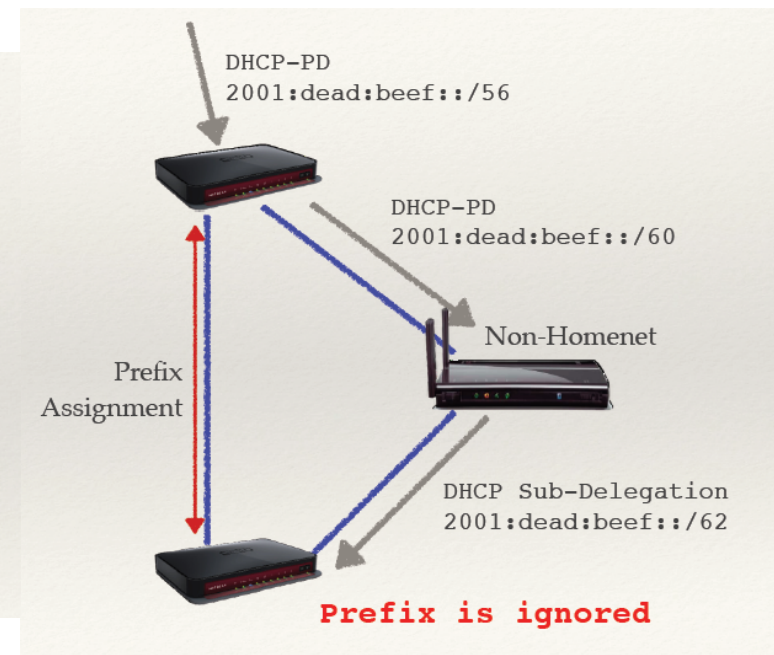 DHCP-PD
2001:dead:beef::/56
DHCP-PD
2001:dead:beef::/60
Non-Homenet
Prefix
Assignment
DHCP Sub-Delegation
2001:dead:beef::/62
Prefix is ignored